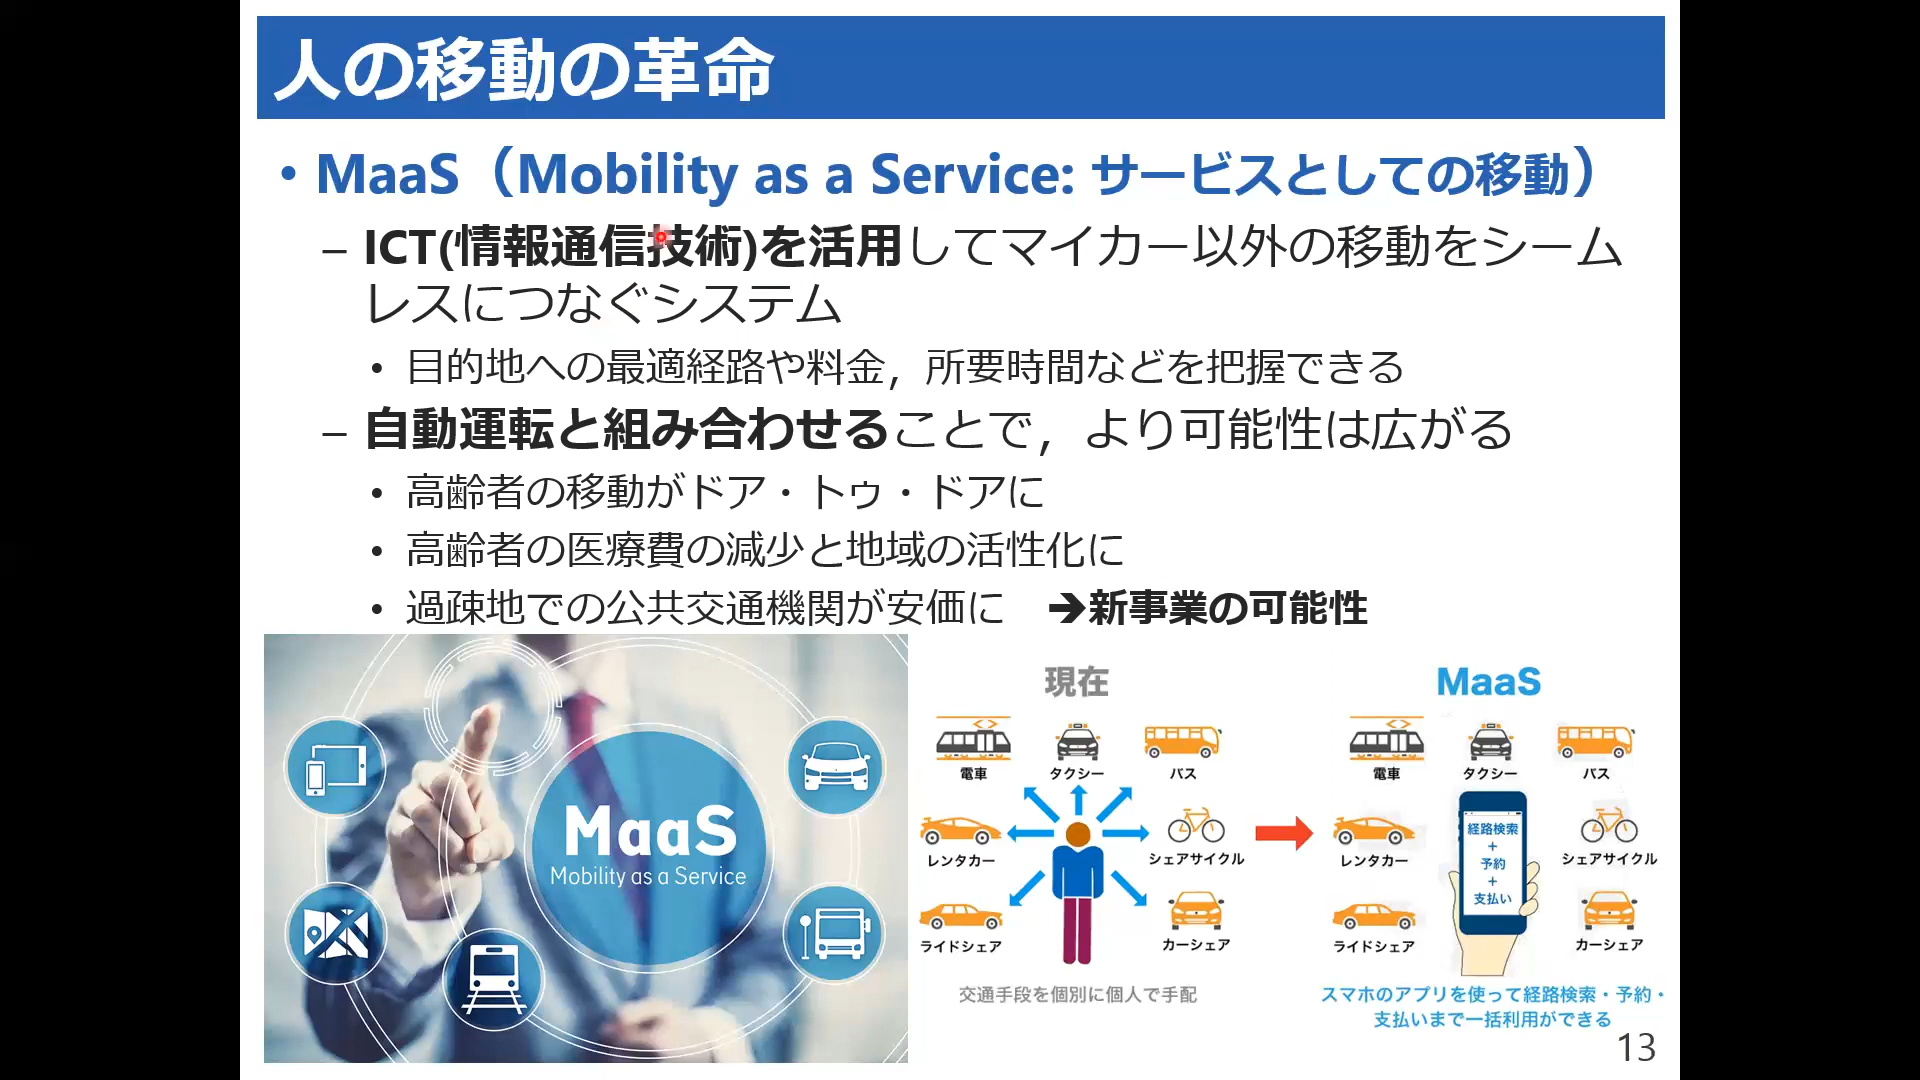 人の移動の革命
• MaaS（Mobility as a Service: サービスとしての移動）
– ICT(情報通信技術)を活用してマイカー以外の移動をシーム
レスにつなぐシステム
• 目的地への最適経路や料金，所要時間などを把握できる
– 自動運転と組み合わせることで，より可能性は広がる
• 高齢者の移動がドア・トゥ・ドアに
• 高齢者の医療費の減少と地域の活性化に
• 過疎地での公共交通機関が安価に　➔新事業の可能性
MaaS
Mobility as a Service
現在
電車
タクシー
バス
レンタカー
シェアサイクル
ライドシェア
カーシェア
交通手段を個別に個人で手配
MaaS
電車
タクシー
バス
レンタカー
経路検索
+
予約
+
支払い
シェアサイクル
ライドシェア
カーシェア
スマホのアプリを使って経路検索・予約・
支払いまで一括利用ができる
13